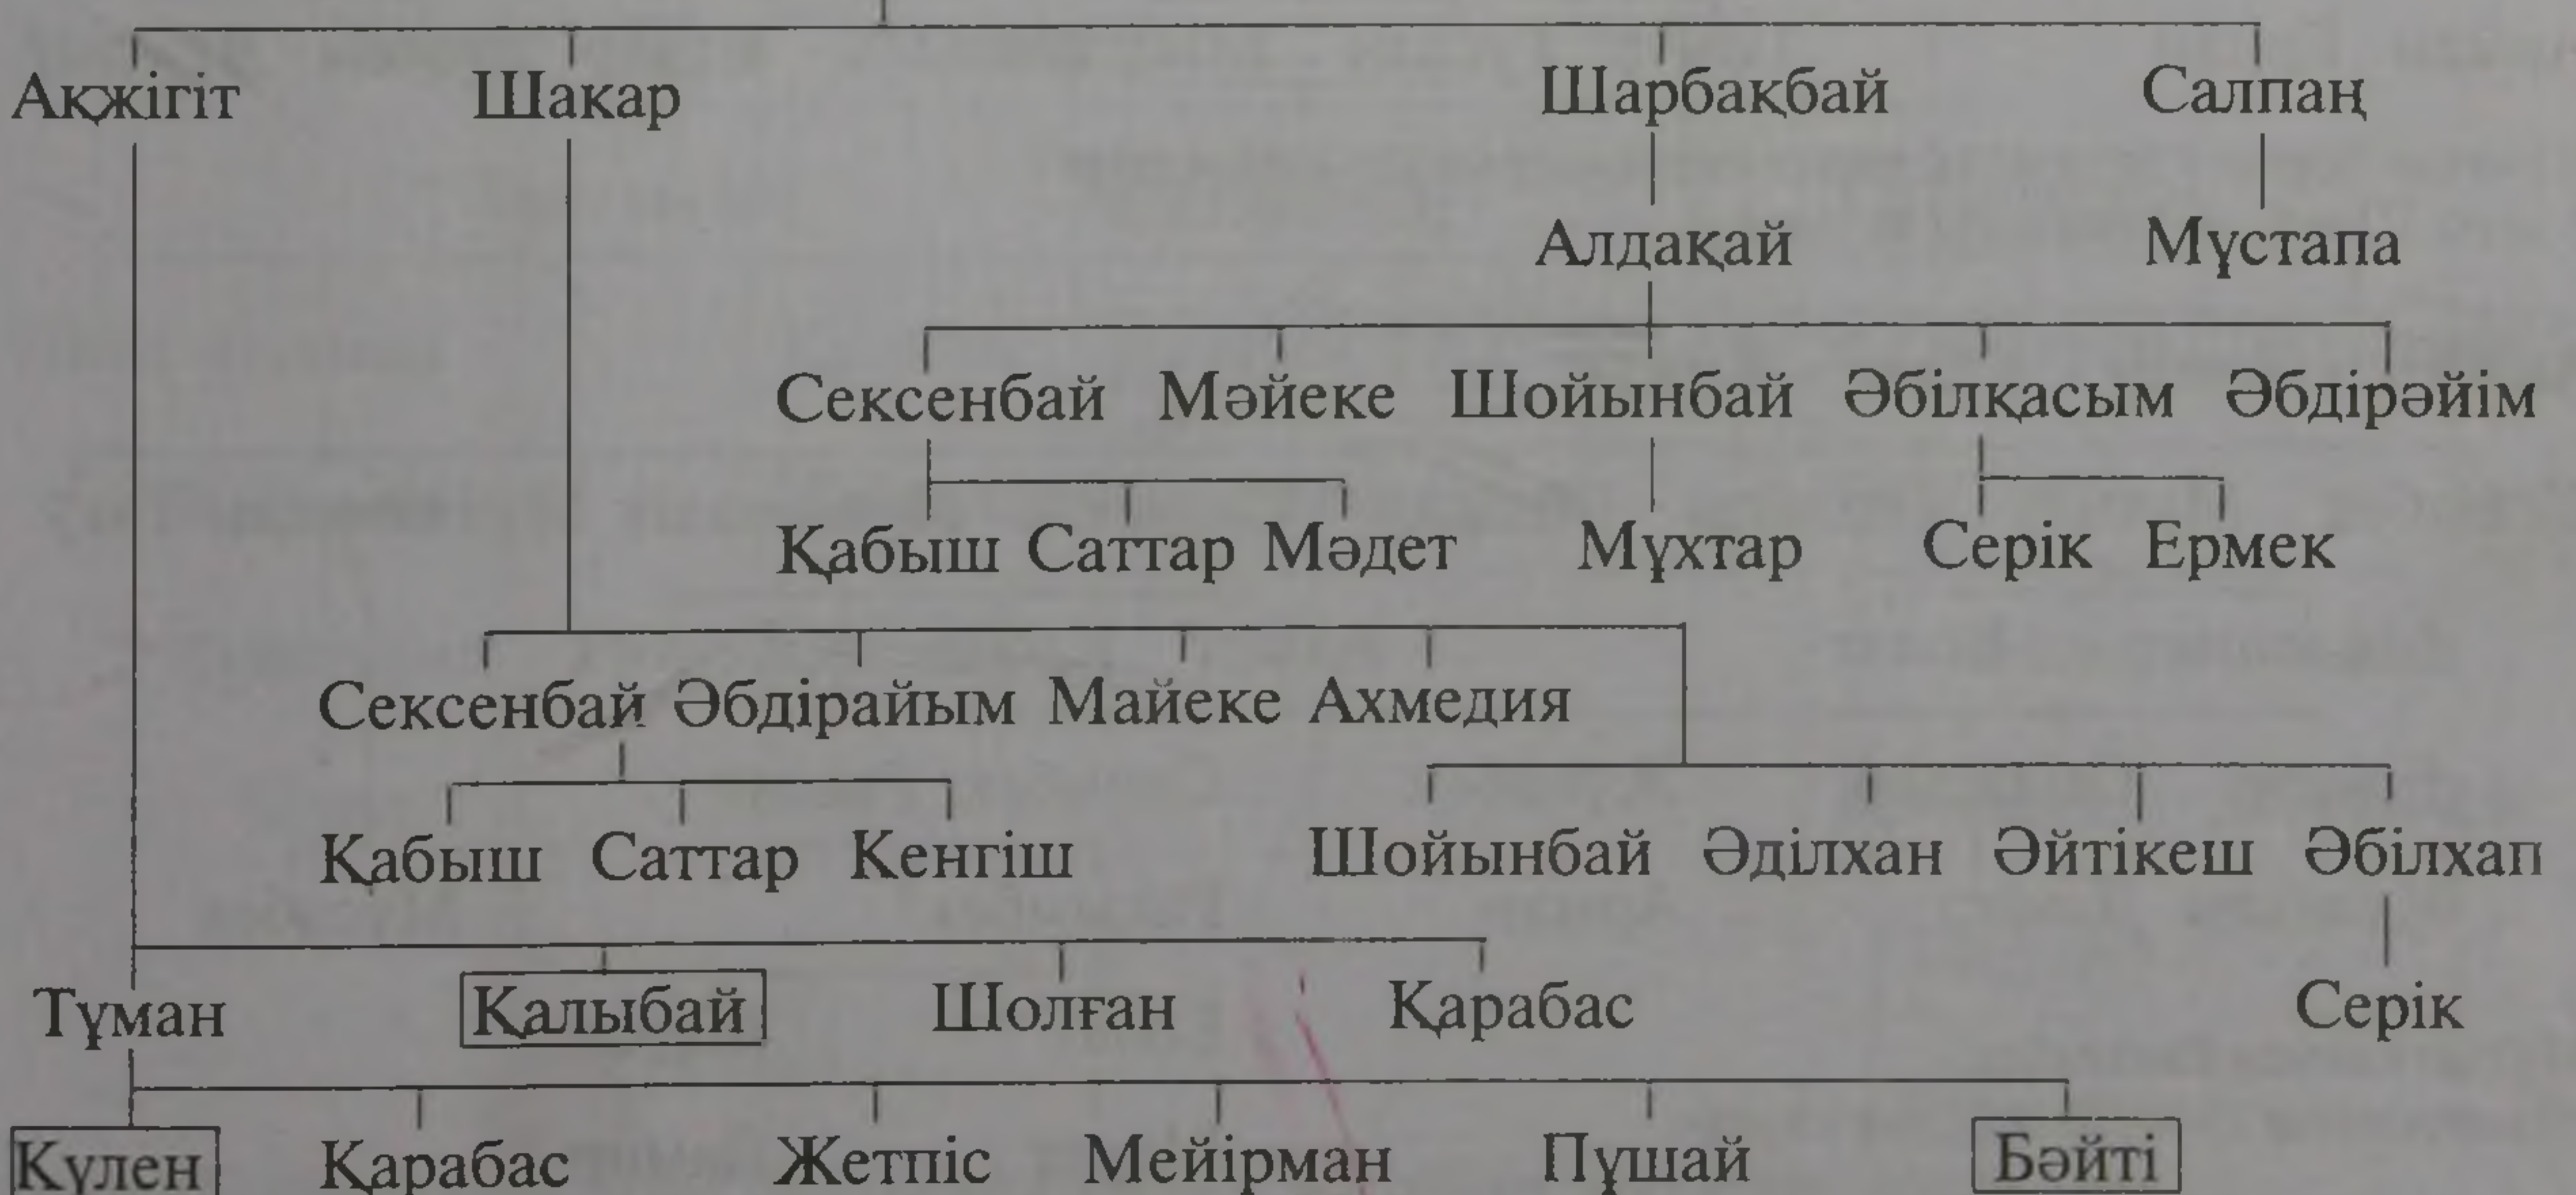 Ақжігіт Шакар Шарбақбай Салпаң
Алдақай Мұстапа
Сексенбай Мәйеке Шойынбай Әбілқасым Әбдірәйім
Қабыш Саттар Мәдет Мұхтар Серік Ермек
Сексенбай Әбдірайым Майеке Ахмедия
Қабыш Саттар Кенгіш Шойынбай Әділхан Әйтікеш Әбілхап
Тұман Қалыбай Шолған Қарабас Серік
Күлен Қарабас Жетпіс Мейірман Пұшай Бәйті